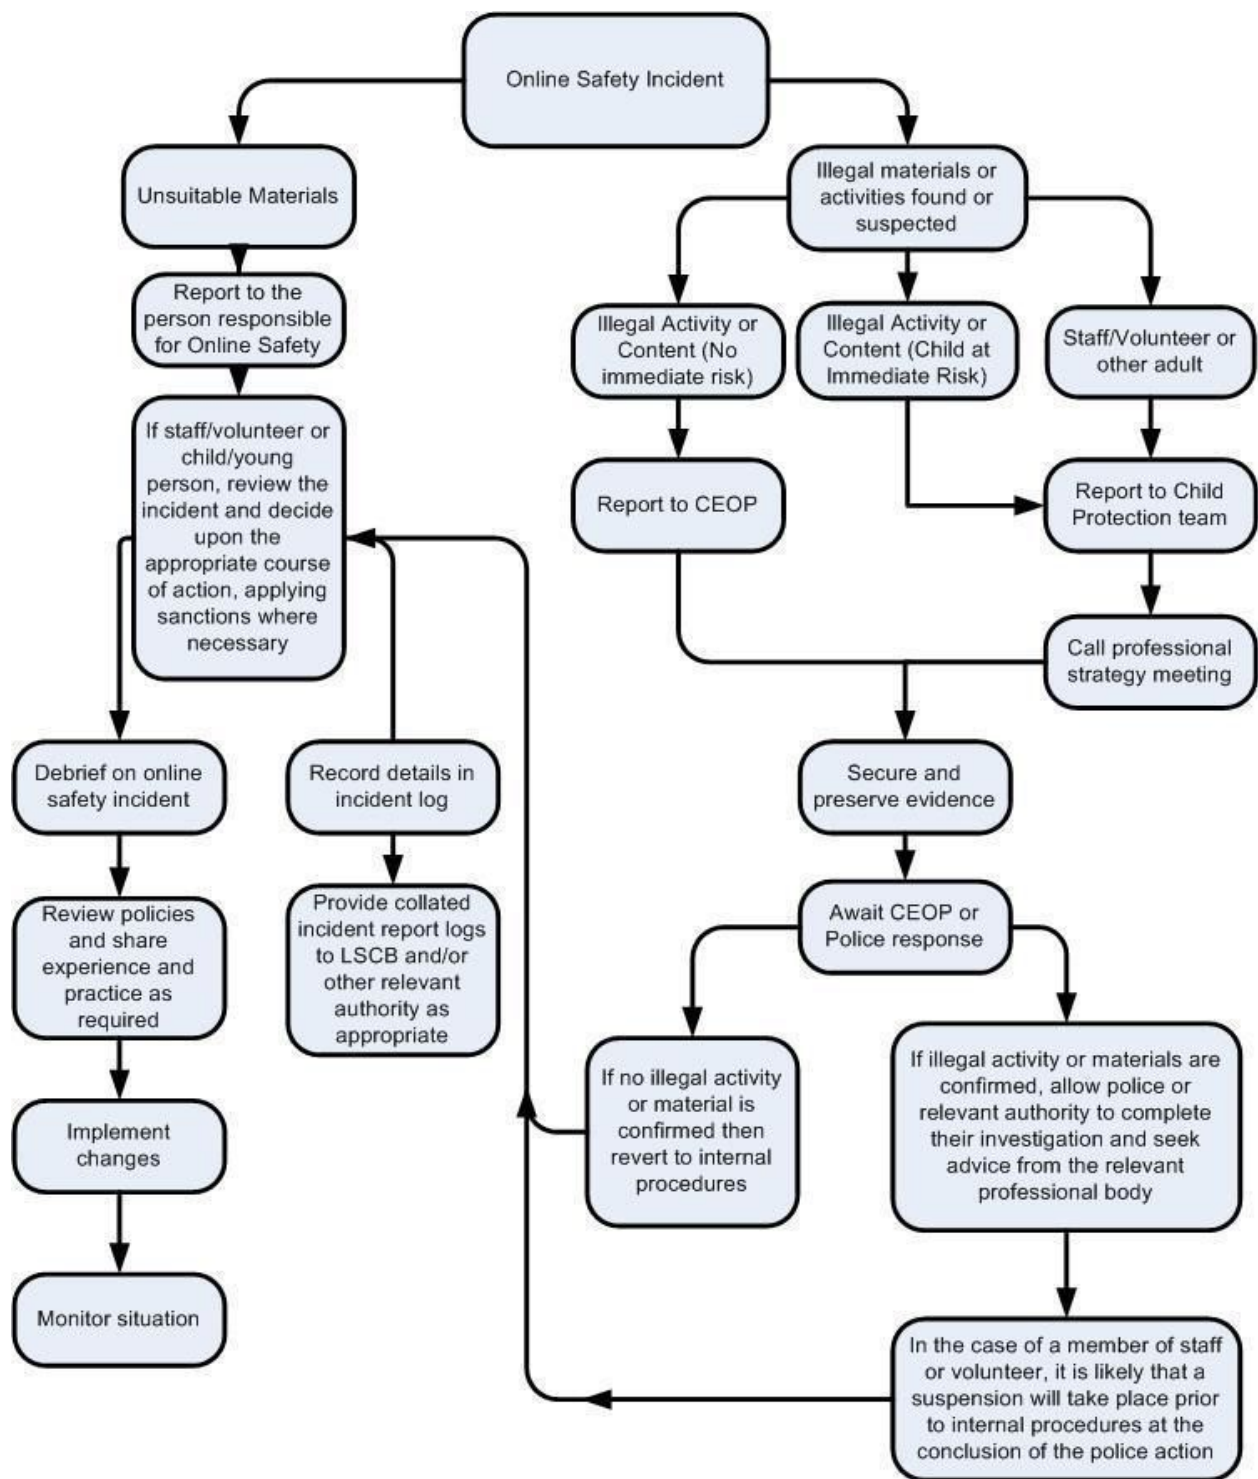 Online Safety Incident
Unsuitable Materials
Report to the
person responsible
for Online Safety
If staff/volunteer or
child/young
person, review the
incident and decide
upon the
appropriate course
of action, applying
sanctions where
necessary
Debrief on online
safety incident
Review policies
and share
experience and
practice as
required
Implement
changes
Monitor situation
Record details in
incident log
Provide collated
incident report logs
to LSCB and/or
other relevant
authority as
appropriate
Illegal materials or
activities found or
suspected
Illegal Activity or
Content (No
immediate risk)
Illegal Activity or
Content (Child at
Immediate Risk)
Staff/Volunteer or
other adult
Report to CEOP
Report to Child
Protection team
Call professional
strategy meeting
Secure and
preserve evidence
Await CEOP or
Police response
If no illegal activity
or material is
confirmed then
revert to internal
procedures
If illegal activity or materials are
confirmed, allow police or
relevant authority to complete
their investigation and seek
advice from the relevant
professional body
In the case of a member of staff
or volunteer, it is likely that a
suspension will take place prior
to internal procedures at the
conclusion of the police action